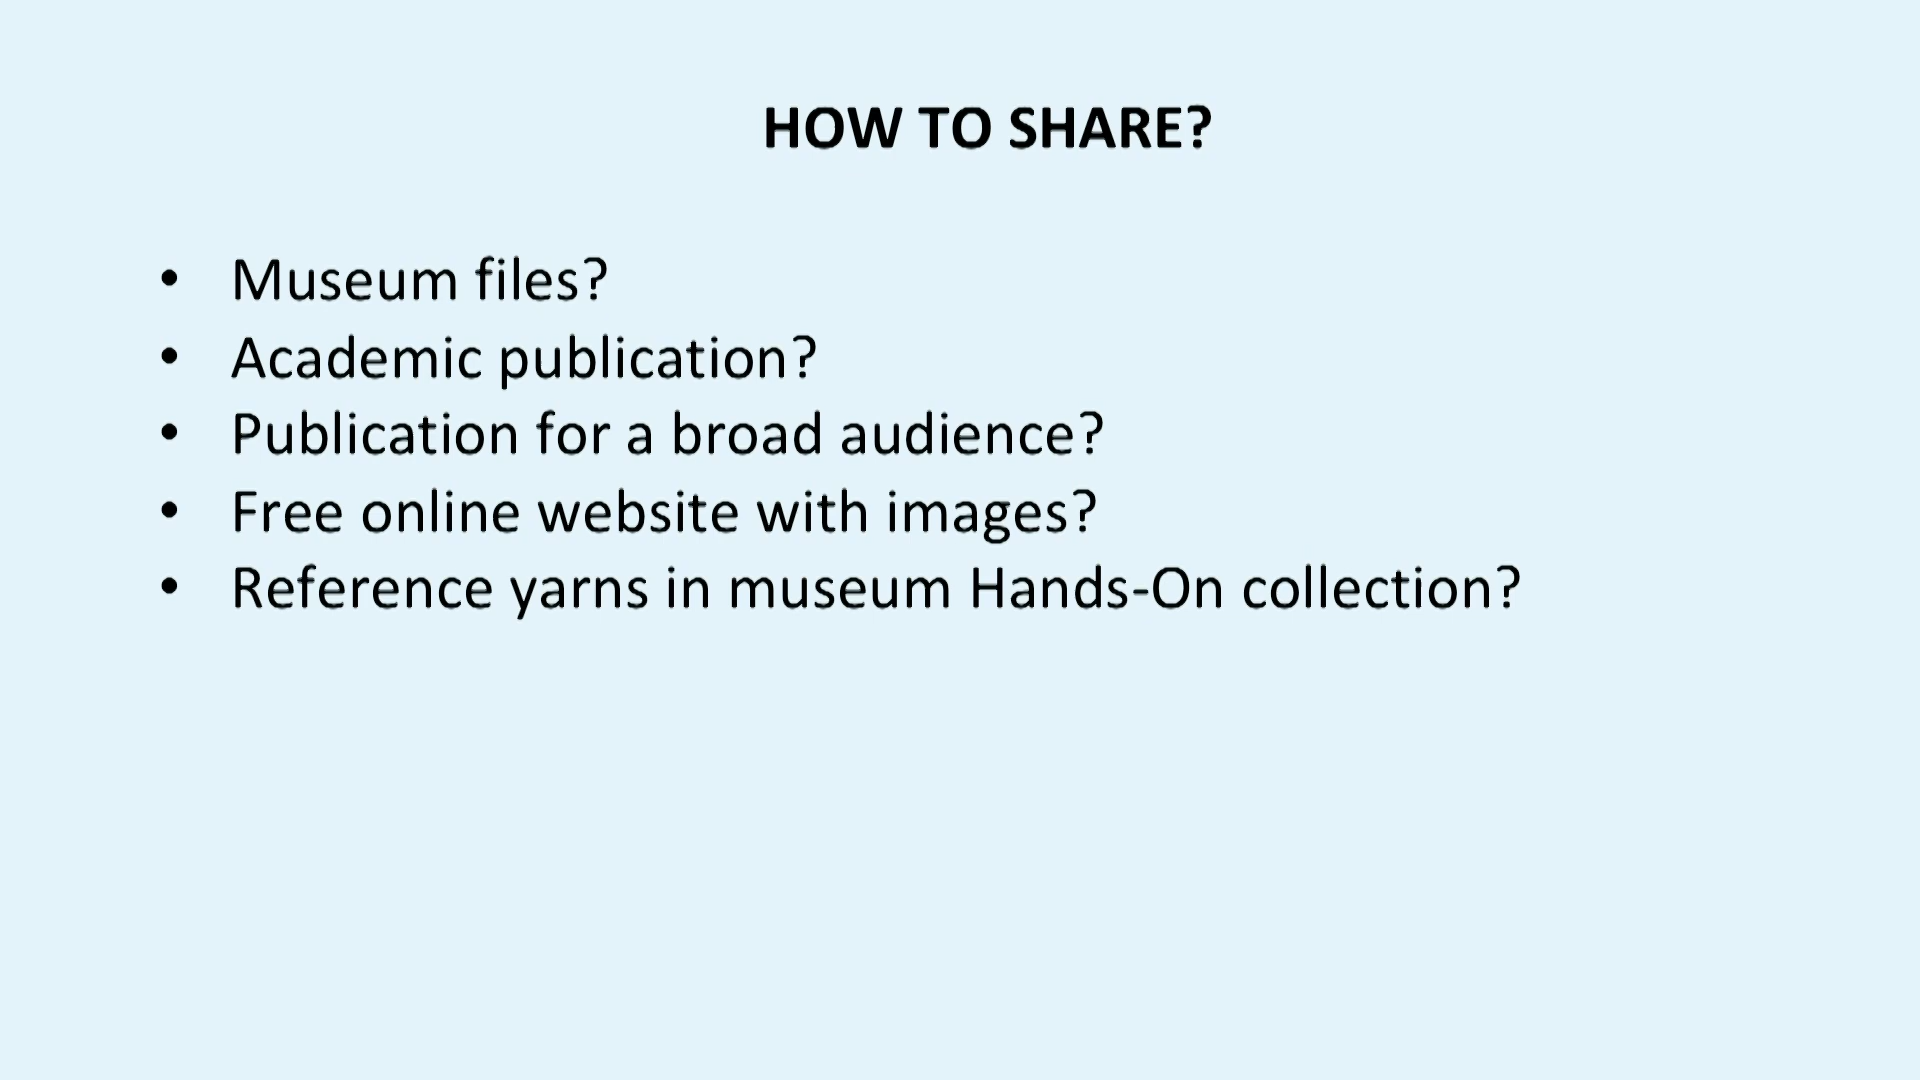 HOW TO SHARE?
• Museum files?
• Academic publication?
• Publication for a broad audience?
• Free online website with images?
• Reference yarns in museum Hands-On collection?